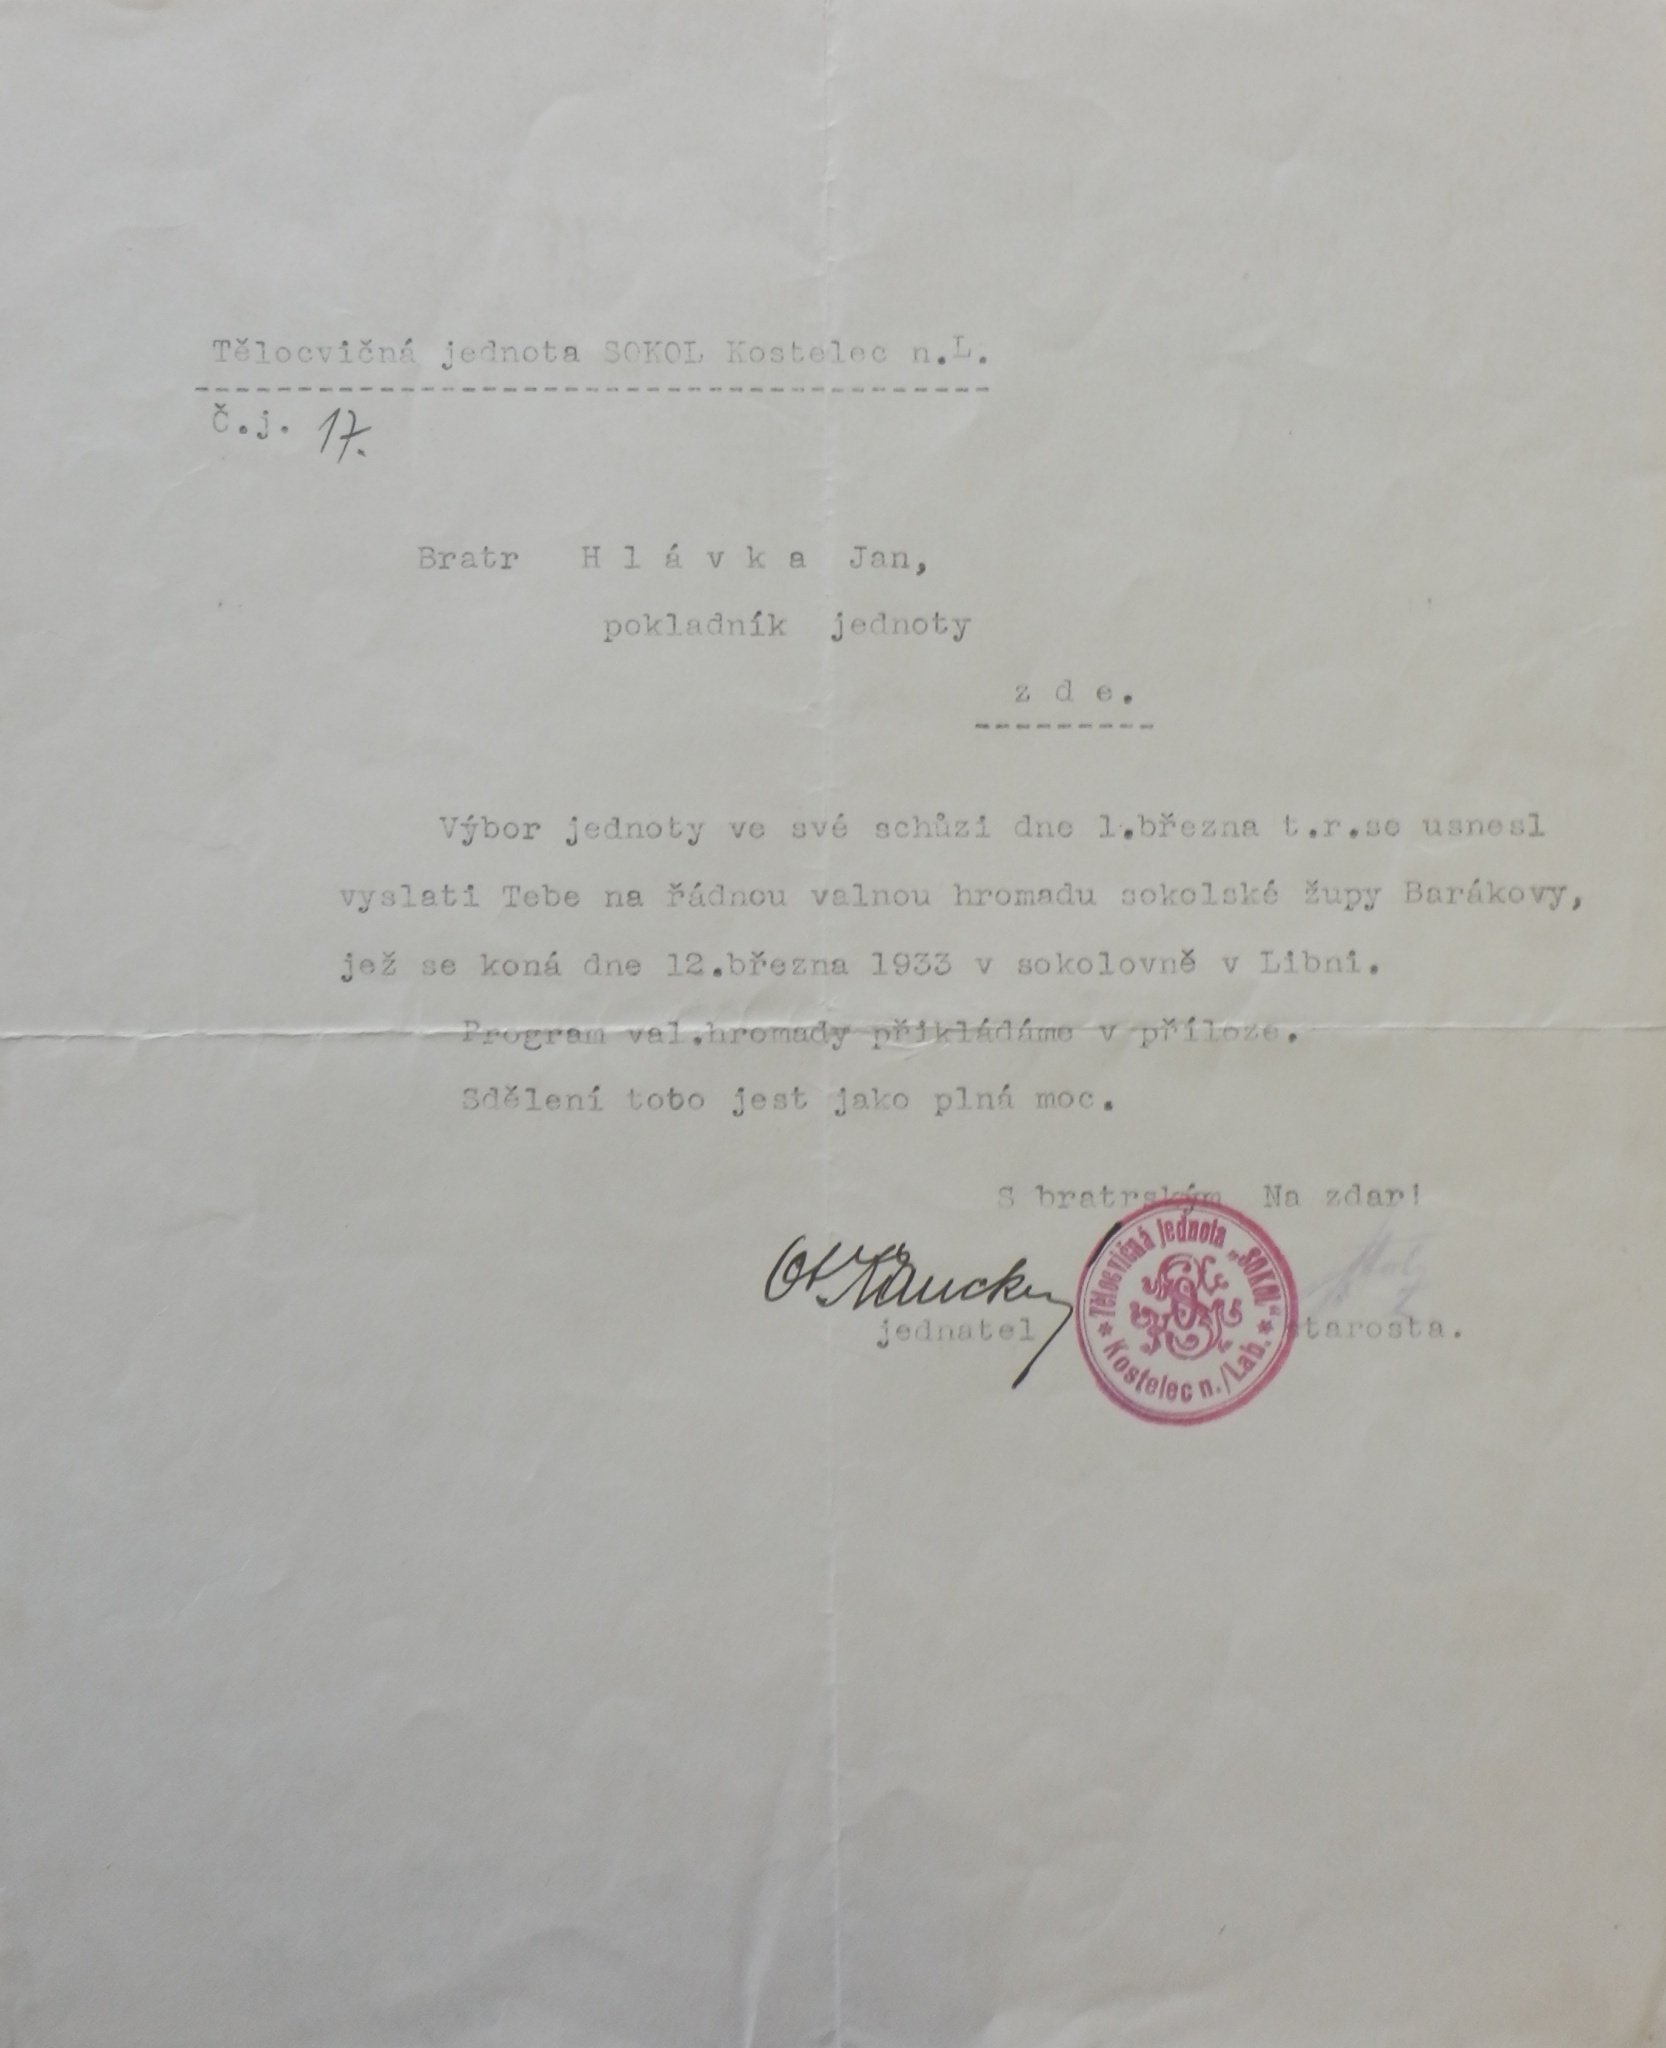 Tělocvičná jednota SOKOL Kostelec n.L.
Č.j. 17.
Bratr H l á v k a Jan,
pokladník jednoty
z d e.
Výbor jednoty ve své schůzi dne 1.března t.r.se usnesl
vyslati Tebe na řádnou valnou hromadu sokolské župy Barákovy,
jež se koná dne 12.března 1933 v sokolovně v Libni.
Program val.hromady přikládáme v příloze.
Sdělení toto jest jako plná moc.
S bratrským Na zdar!
jednatel starosta.
Tělocvičná jednota „SOKOL“
Kostelec n./Lab.